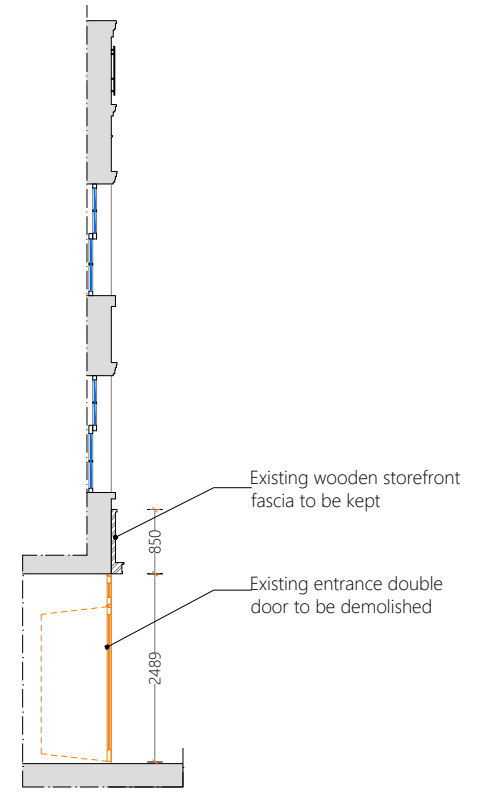 Existing wooden storefront
fascia to be kept
850
Existing entrance double
door to be demolished
2489